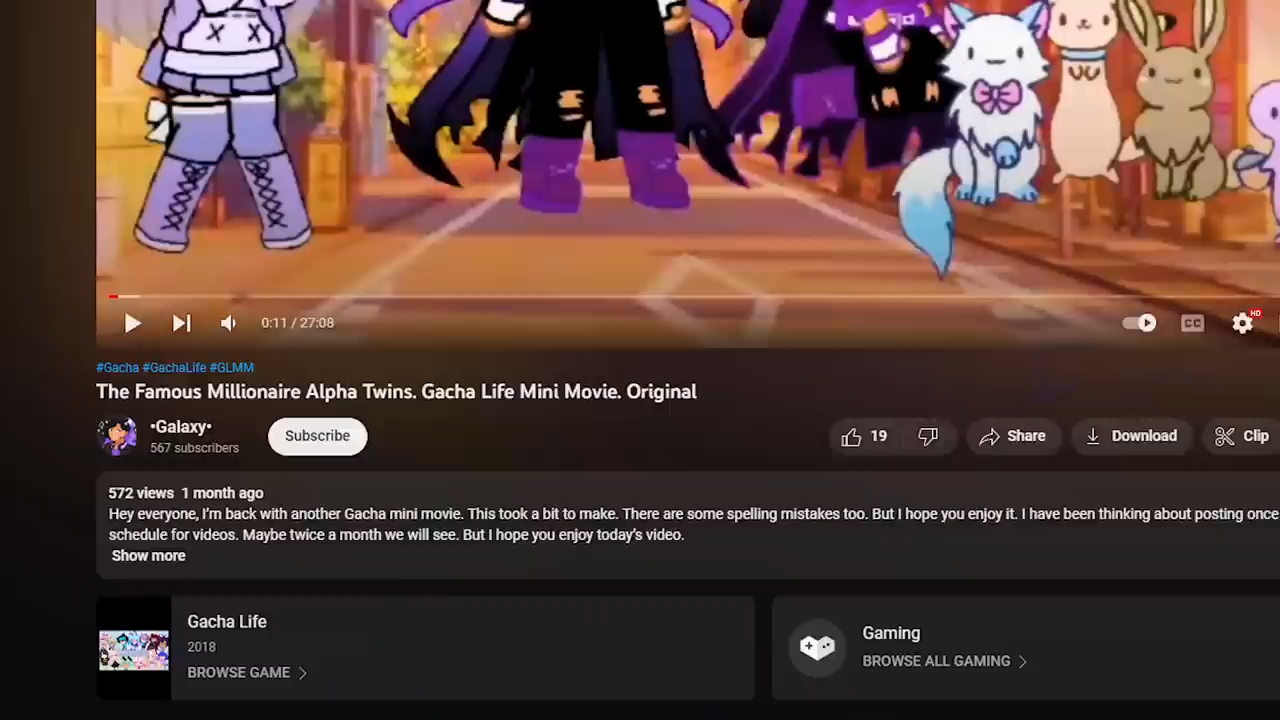 0:11 / 27:08
CC
HD
#Gacha #GachaLife #GLMM
The Famous Millionaire Alpha Twins. Gacha Life Mini Movie. Original
•Galaxy•
567 subscribers
Subscribe
19
Share
Download
Clip
572 views 1 month ago
Hey everyone, I'm back with another Gacha mini movie. This took a bit to make. There are some spelling mistakes too. But I hope you enjoy it. I have been thinking about posting once
schedule for videos. Maybe twice a month we will see. But I hope you enjoy today's video.
Show more
Gacha Life
2018
BROWSE GAME
Gaming
BROWSE ALL GAMING